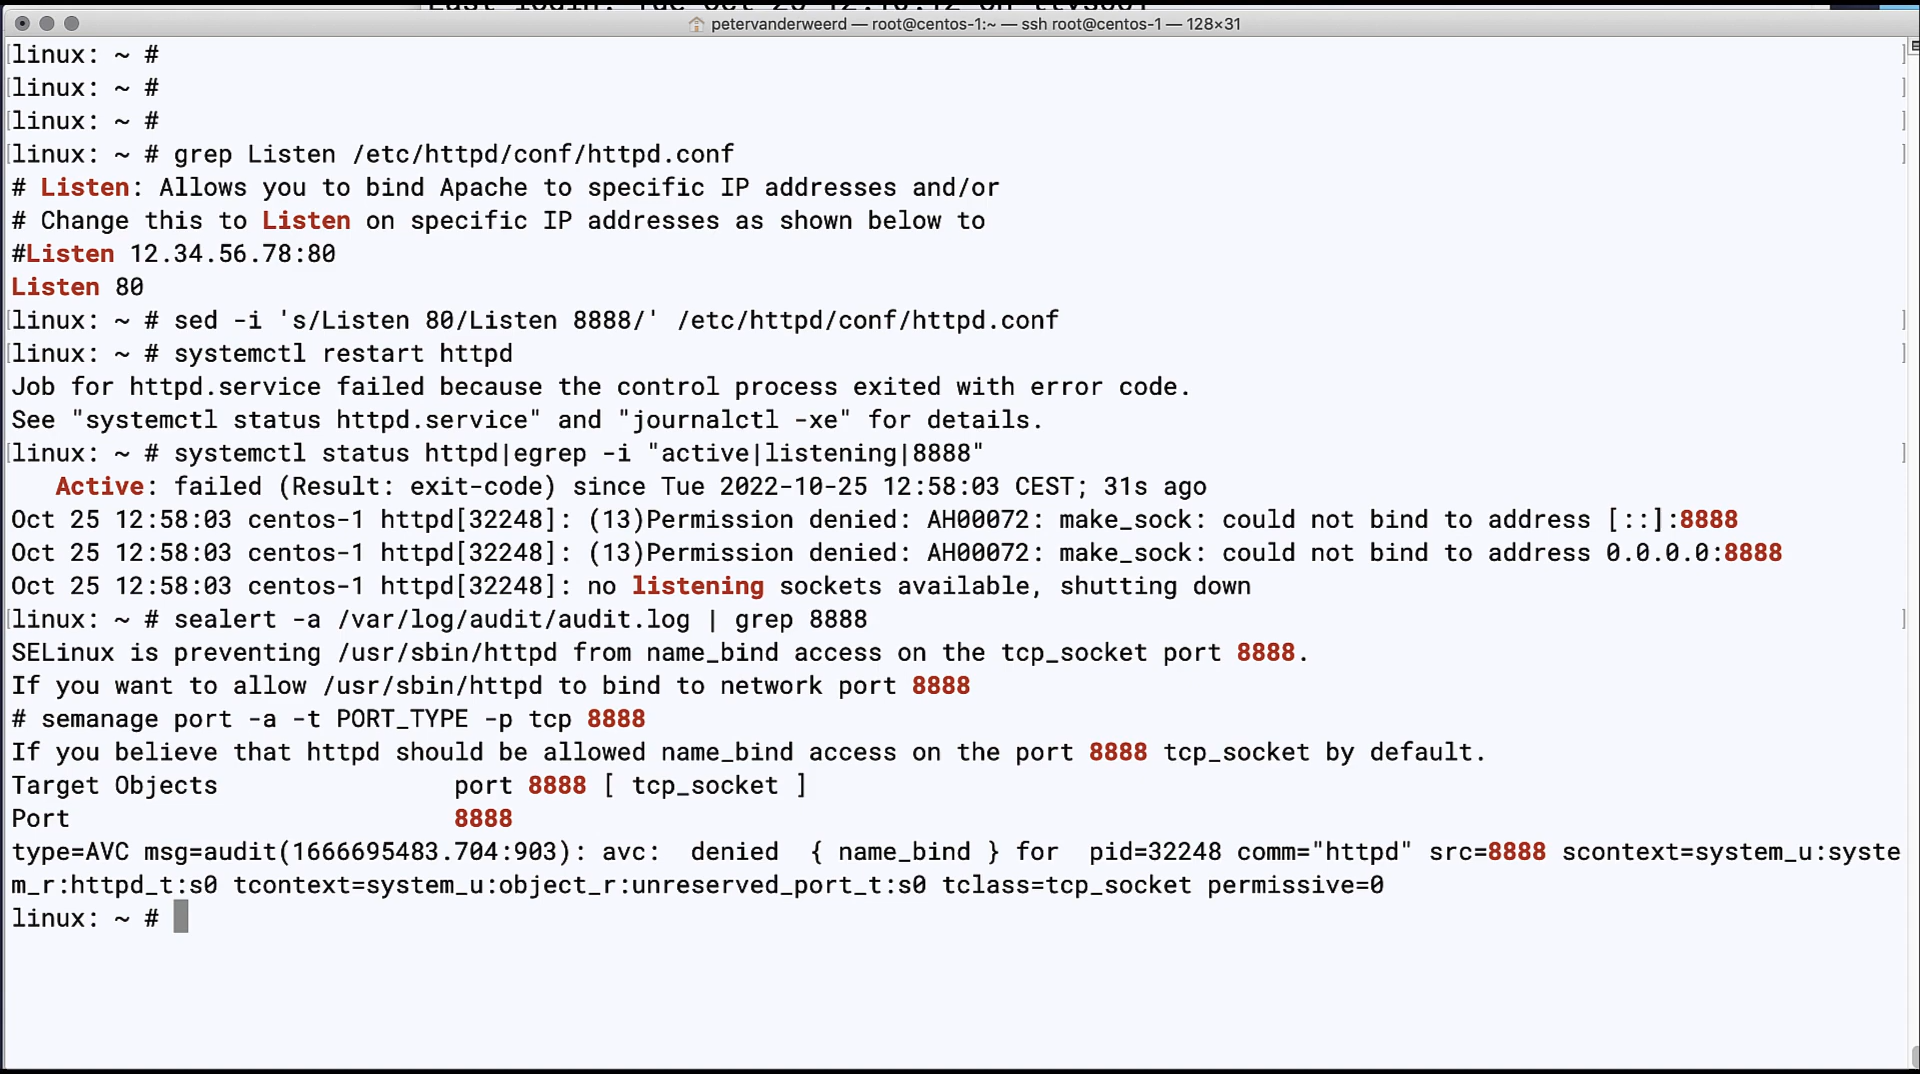 petervanderweerd — root@centos-1:~ — ssh root@centos-1 — 128×31
linux: ~ #
linux: ~ #
linux: ~ #
linux: ~ # grep Listen /etc/httpd/conf/httpd.conf
# Listen: Allows you to bind Apache to specific IP addresses and/or
# Change this to Listen on specific IP addresses as shown below to
#Listen 12.34.56.78:80
Listen 80
linux: ~ # sed -i 's/Listen 80/Listen 8888/' /etc/httpd/conf/httpd.conf
linux: ~ # systemctl restart httpd
Job for httpd.service failed because the control process exited with error code.
See "systemctl status httpd.service" and "journalctl -xe" for details.
linux: ~ # systemctl status httpd|egrep -i "active|listening|8888"
   Active: failed (Result: exit-code) since Tue 2022-10-25 12:58:03 CEST; 31s ago
Oct 25 12:58:03 centos-1 httpd[32248]: (13)Permission denied: AH00072: make_sock: could not bind to address [::]:8888
Oct 25 12:58:03 centos-1 httpd[32248]: (13)Permission denied: AH00072: make_sock: could not bind to address 0.0.0.0:8888
Oct 25 12:58:03 centos-1 httpd[32248]: no listening sockets available, shutting down
linux: ~ # sealert -a /var/log/audit/audit.log | grep 8888
SELinux is preventing /usr/sbin/httpd from name_bind access on the tcp_socket port 8888.
If you want to allow /usr/sbin/httpd to bind to network port 8888
# semanage port -a -t PORT_TYPE -p tcp 8888
If you believe that httpd should be allowed name_bind access on the port 8888 tcp_socket by default.
Target Objects                port 8888 [ tcp_socket ]
Port                          8888
type=AVC msg=audit(1666695483.704:903): avc:  denied  { name_bind } for  pid=32248 comm="httpd" src=8888 scontext=system_u:syste
m_r:httpd_t:s0 tcontext=system_u:object_r:unreserved_port_t:s0 tclass=tcp_socket permissive=0
linux: ~ #